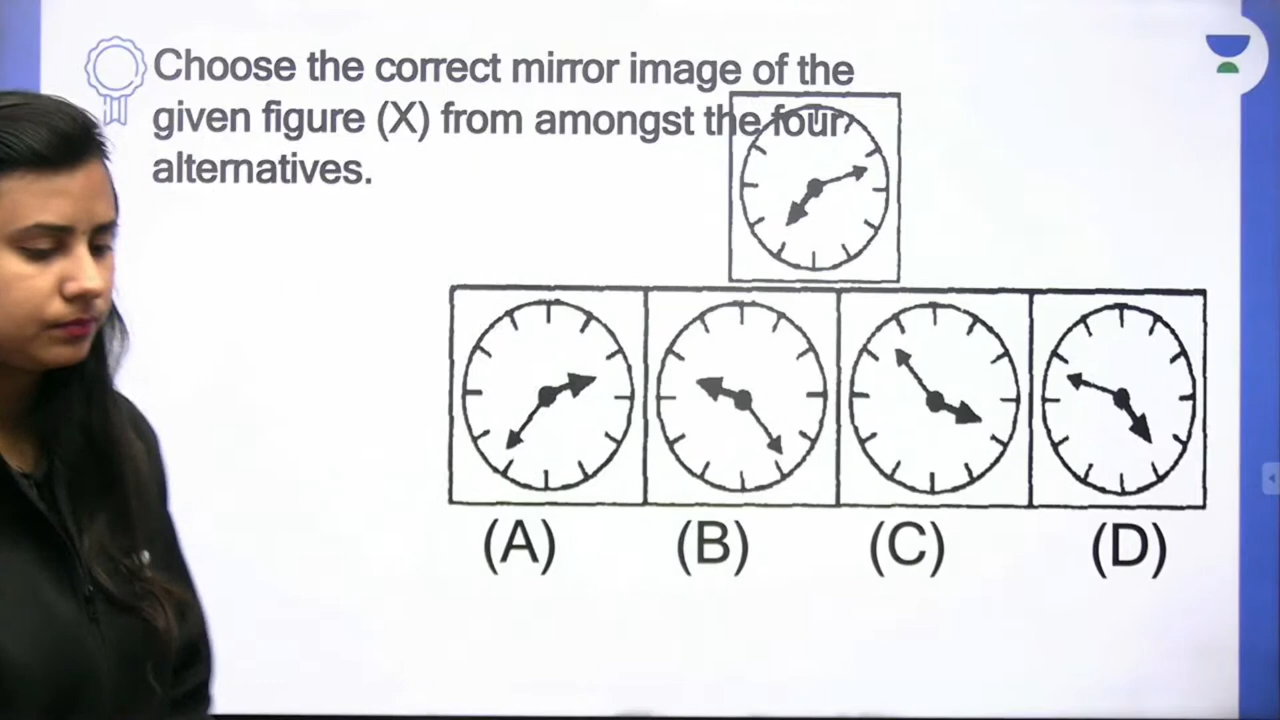 Choose the correct mirror image of the
given figure (X) from amongst the four
alternatives.
(A) (B) (C) (D)